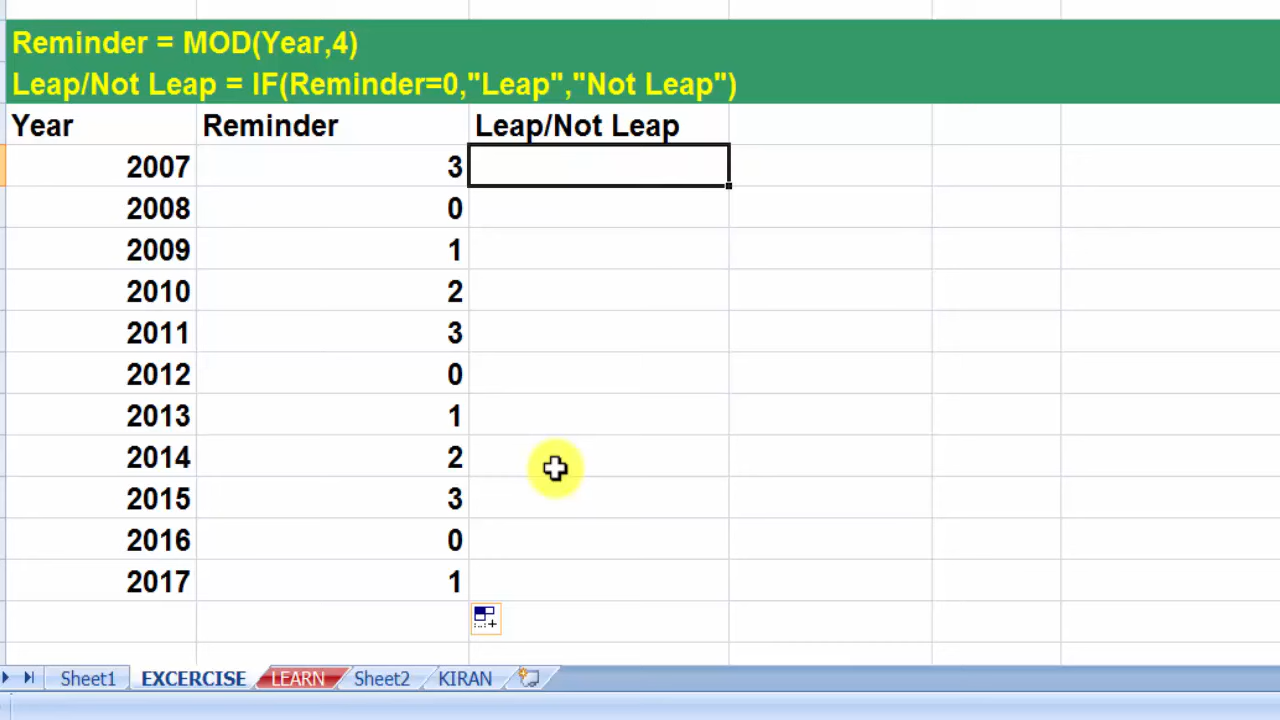 Reminder = MOD(Year,4)
Leap/Not Leap = IF(Reminder=0,"Leap","Not Leap")
Year Reminder Leap/Not Leap
2007 3
2008 0
2009 1
2010 2
2011 3
2012 0
2013 1
2014 2
2015 3
2016 0
2017 1
Sheet1 EXCERCISE LEARN Sheet2 KIRAN